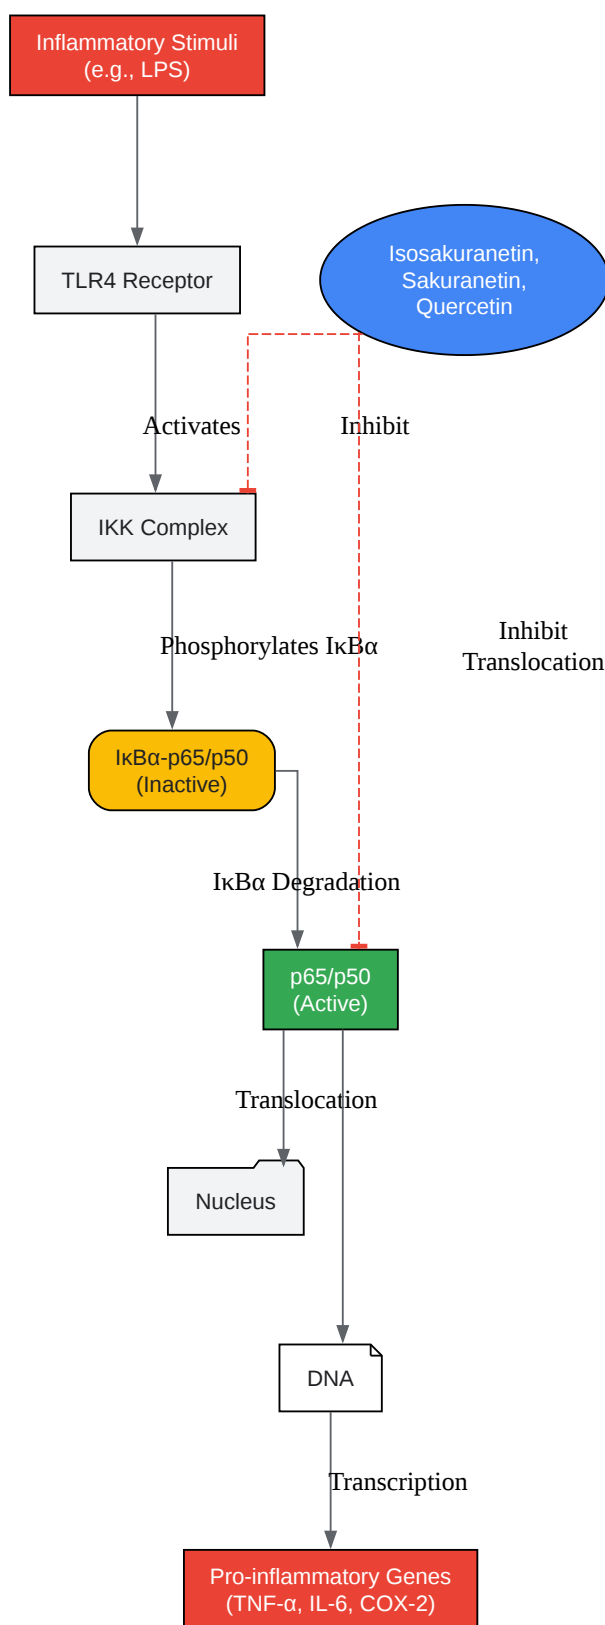 Inflammatory Stimuli
(e.g., LPS)
TLR4 Receptor
Isosakuranetin,
Sakuranetin,
Quercetin
Activates
Inhibit
IKK Complex
Phosphorylates IκBα
Inhibit
Translocation
IκBα-p65/p50
(Inactive)
IκBα Degradation
p65/p50
(Active)
Translocation
Nucleus
DNA
Transcription
Pro-inflammatory Genes
(TNF-α, IL-6, COX-2)